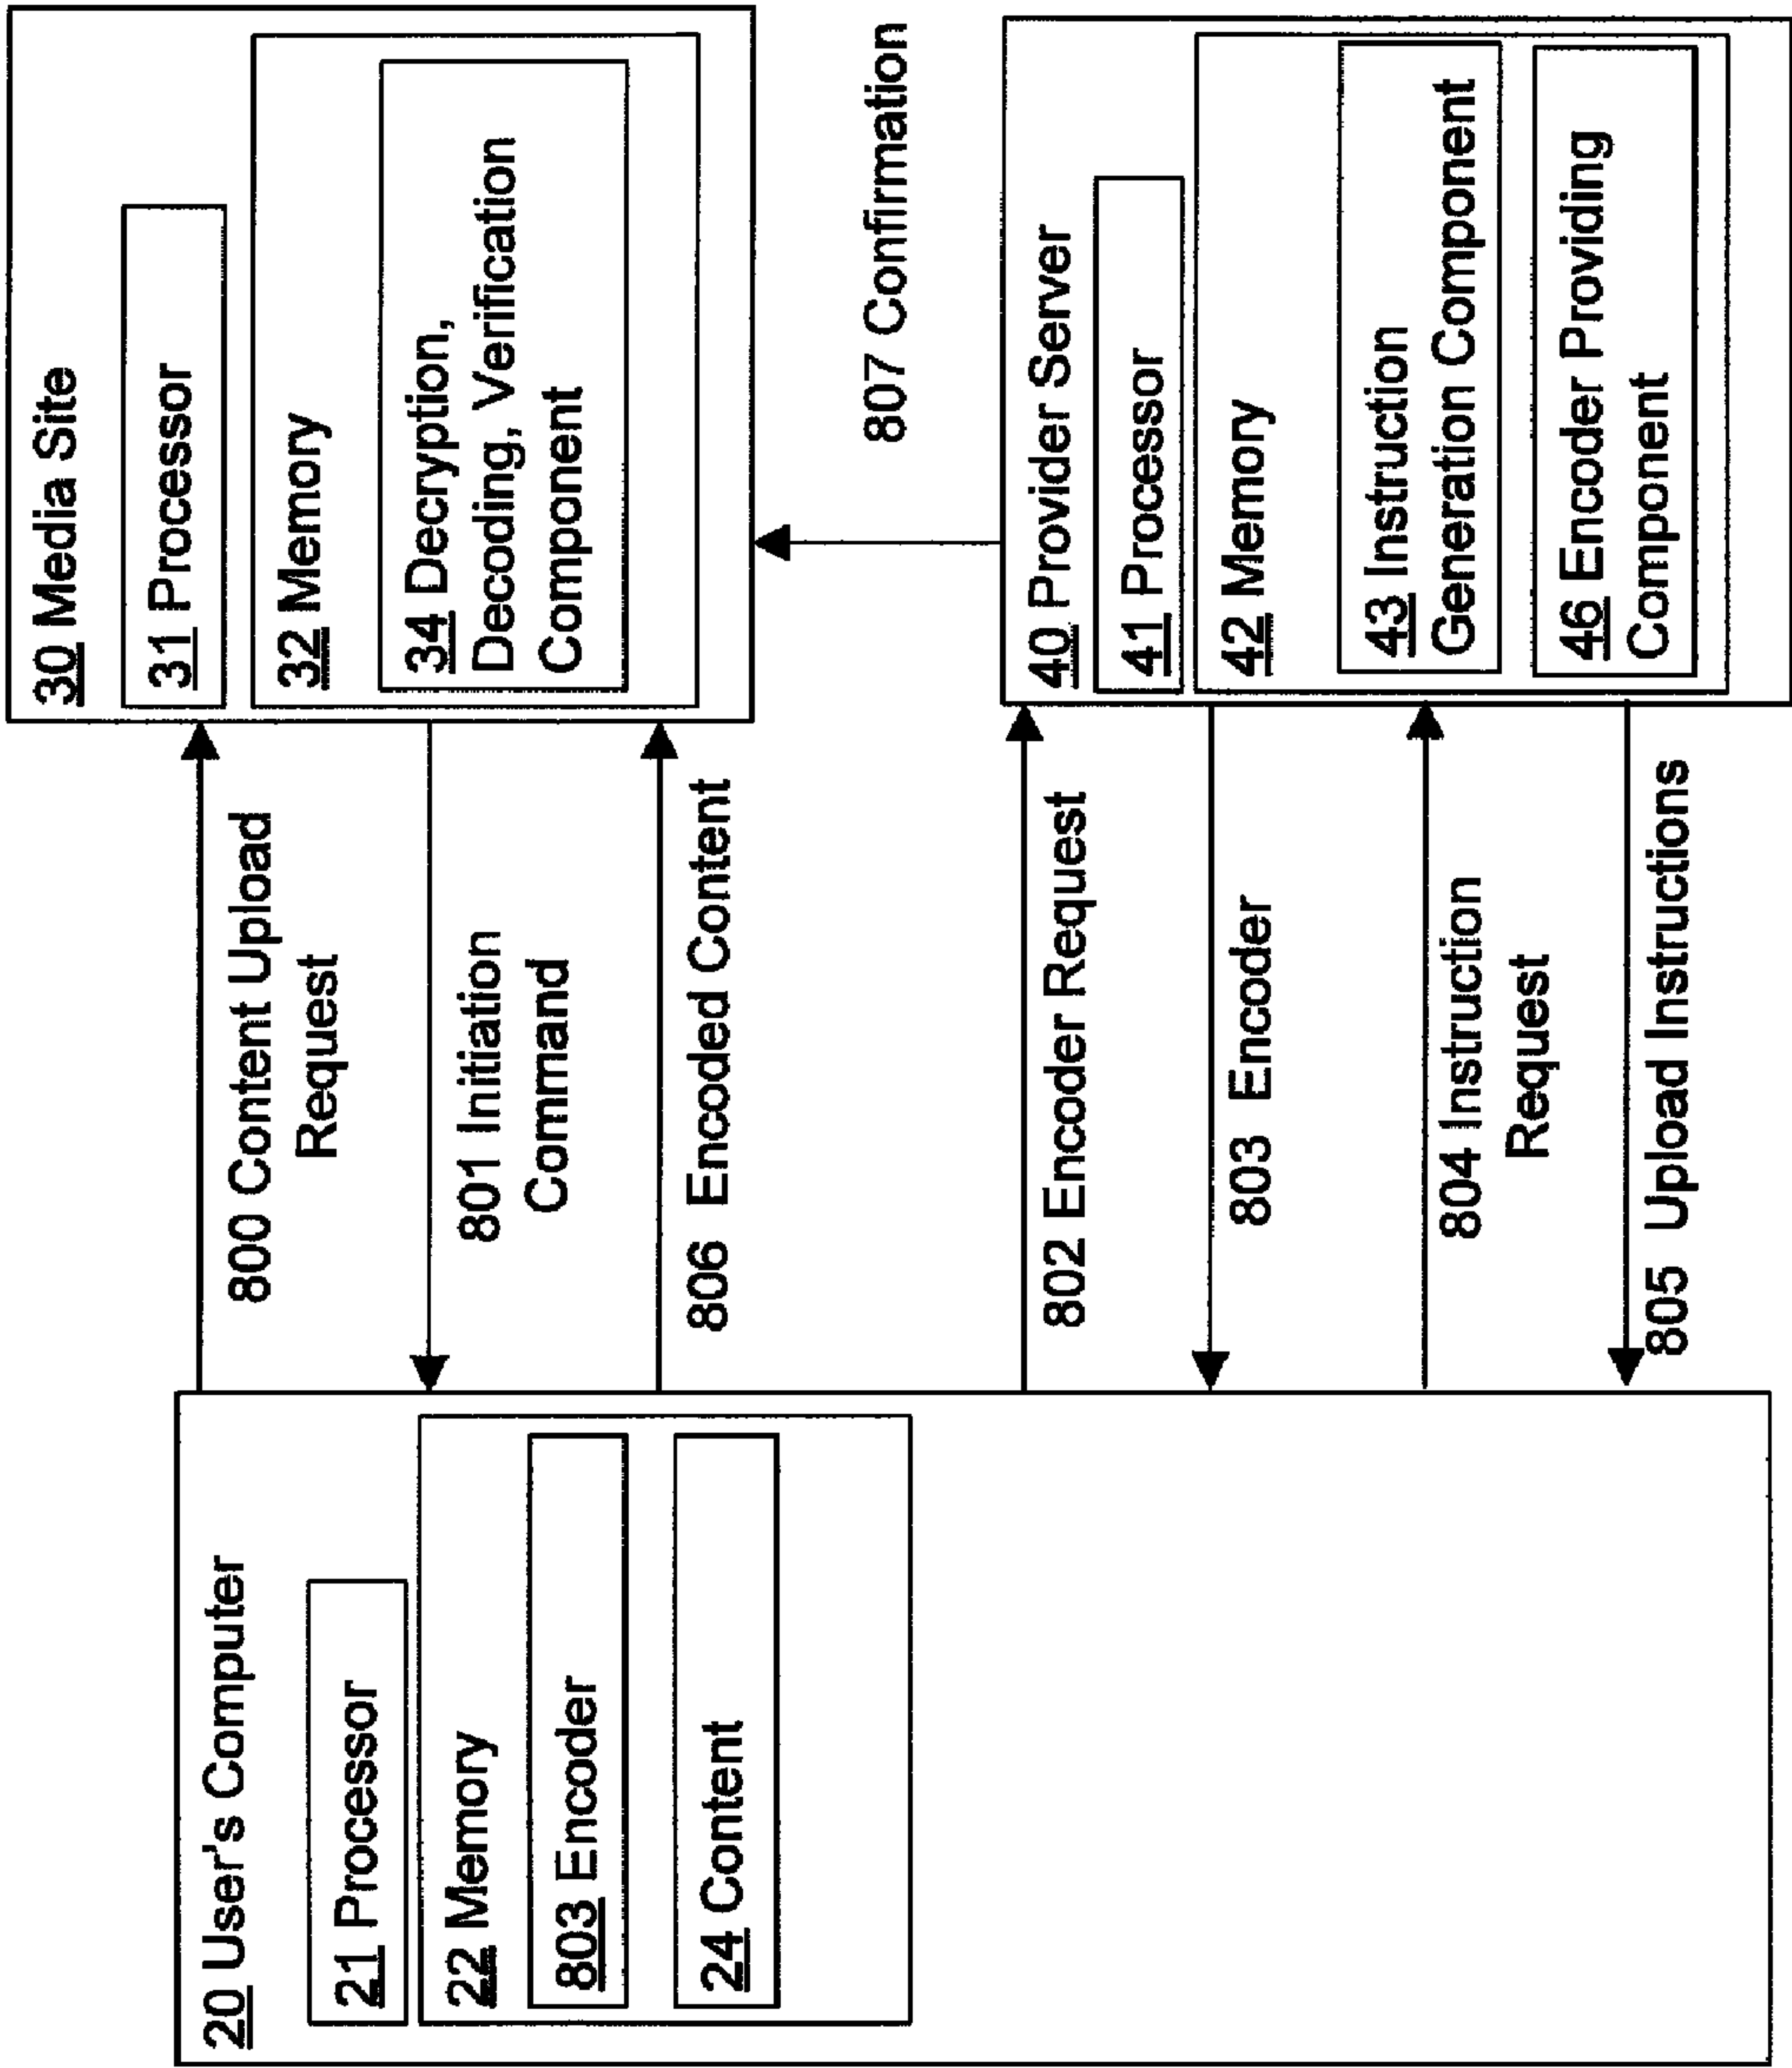 20 User's Computer
21 Processor
22 Memory
803 Encoder
24 Content
800 Content Upload
Request
801 Initiation
Command
806 Encoded Content
802 Encoder Request
803 Encoder
804 Instruction
Request
805 Upload Instructions
30 Media Site
31 Processor
32 Memory
34 Decryption,
Decoding, Verification
Component
807 Confirmation
40 Provider Server
41 Processor
42 Memory
43 Instruction
Generation Component
46 Encoder Providing
Component